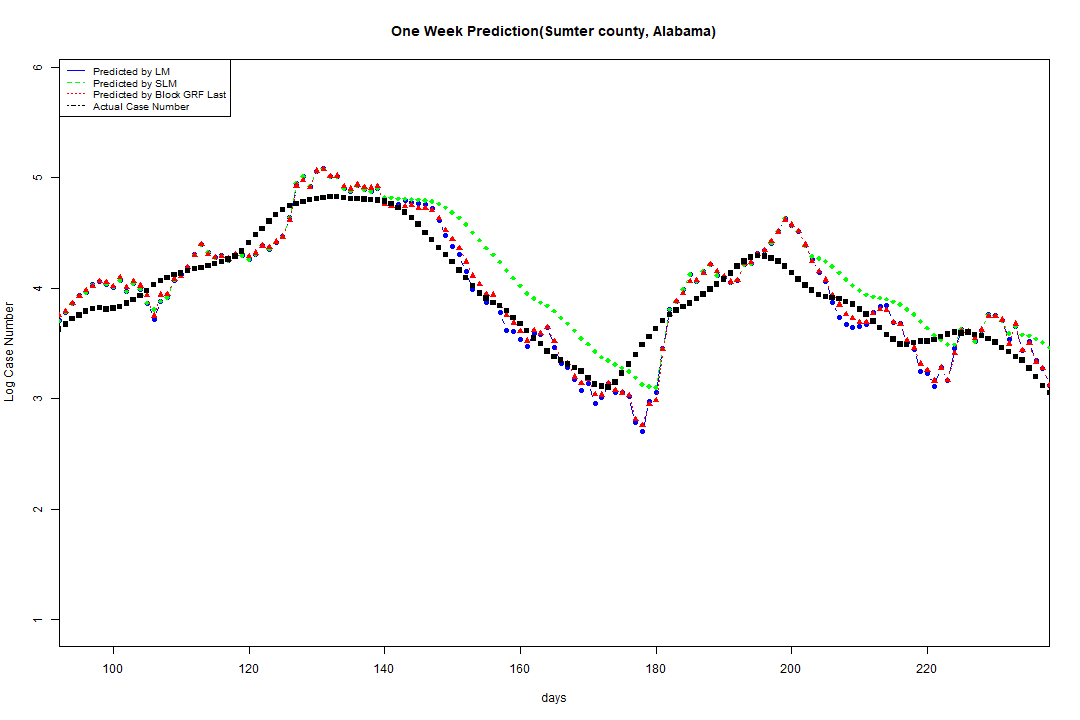 One Week Prediction(Sumter county, Alabama)
Predicted by LM
Predicted by SLM
Predicted by Block GRF Last
Actual Case Number
6
5
4
3
2
1
Log Case Number
100 120 140 160 180 200 220
days